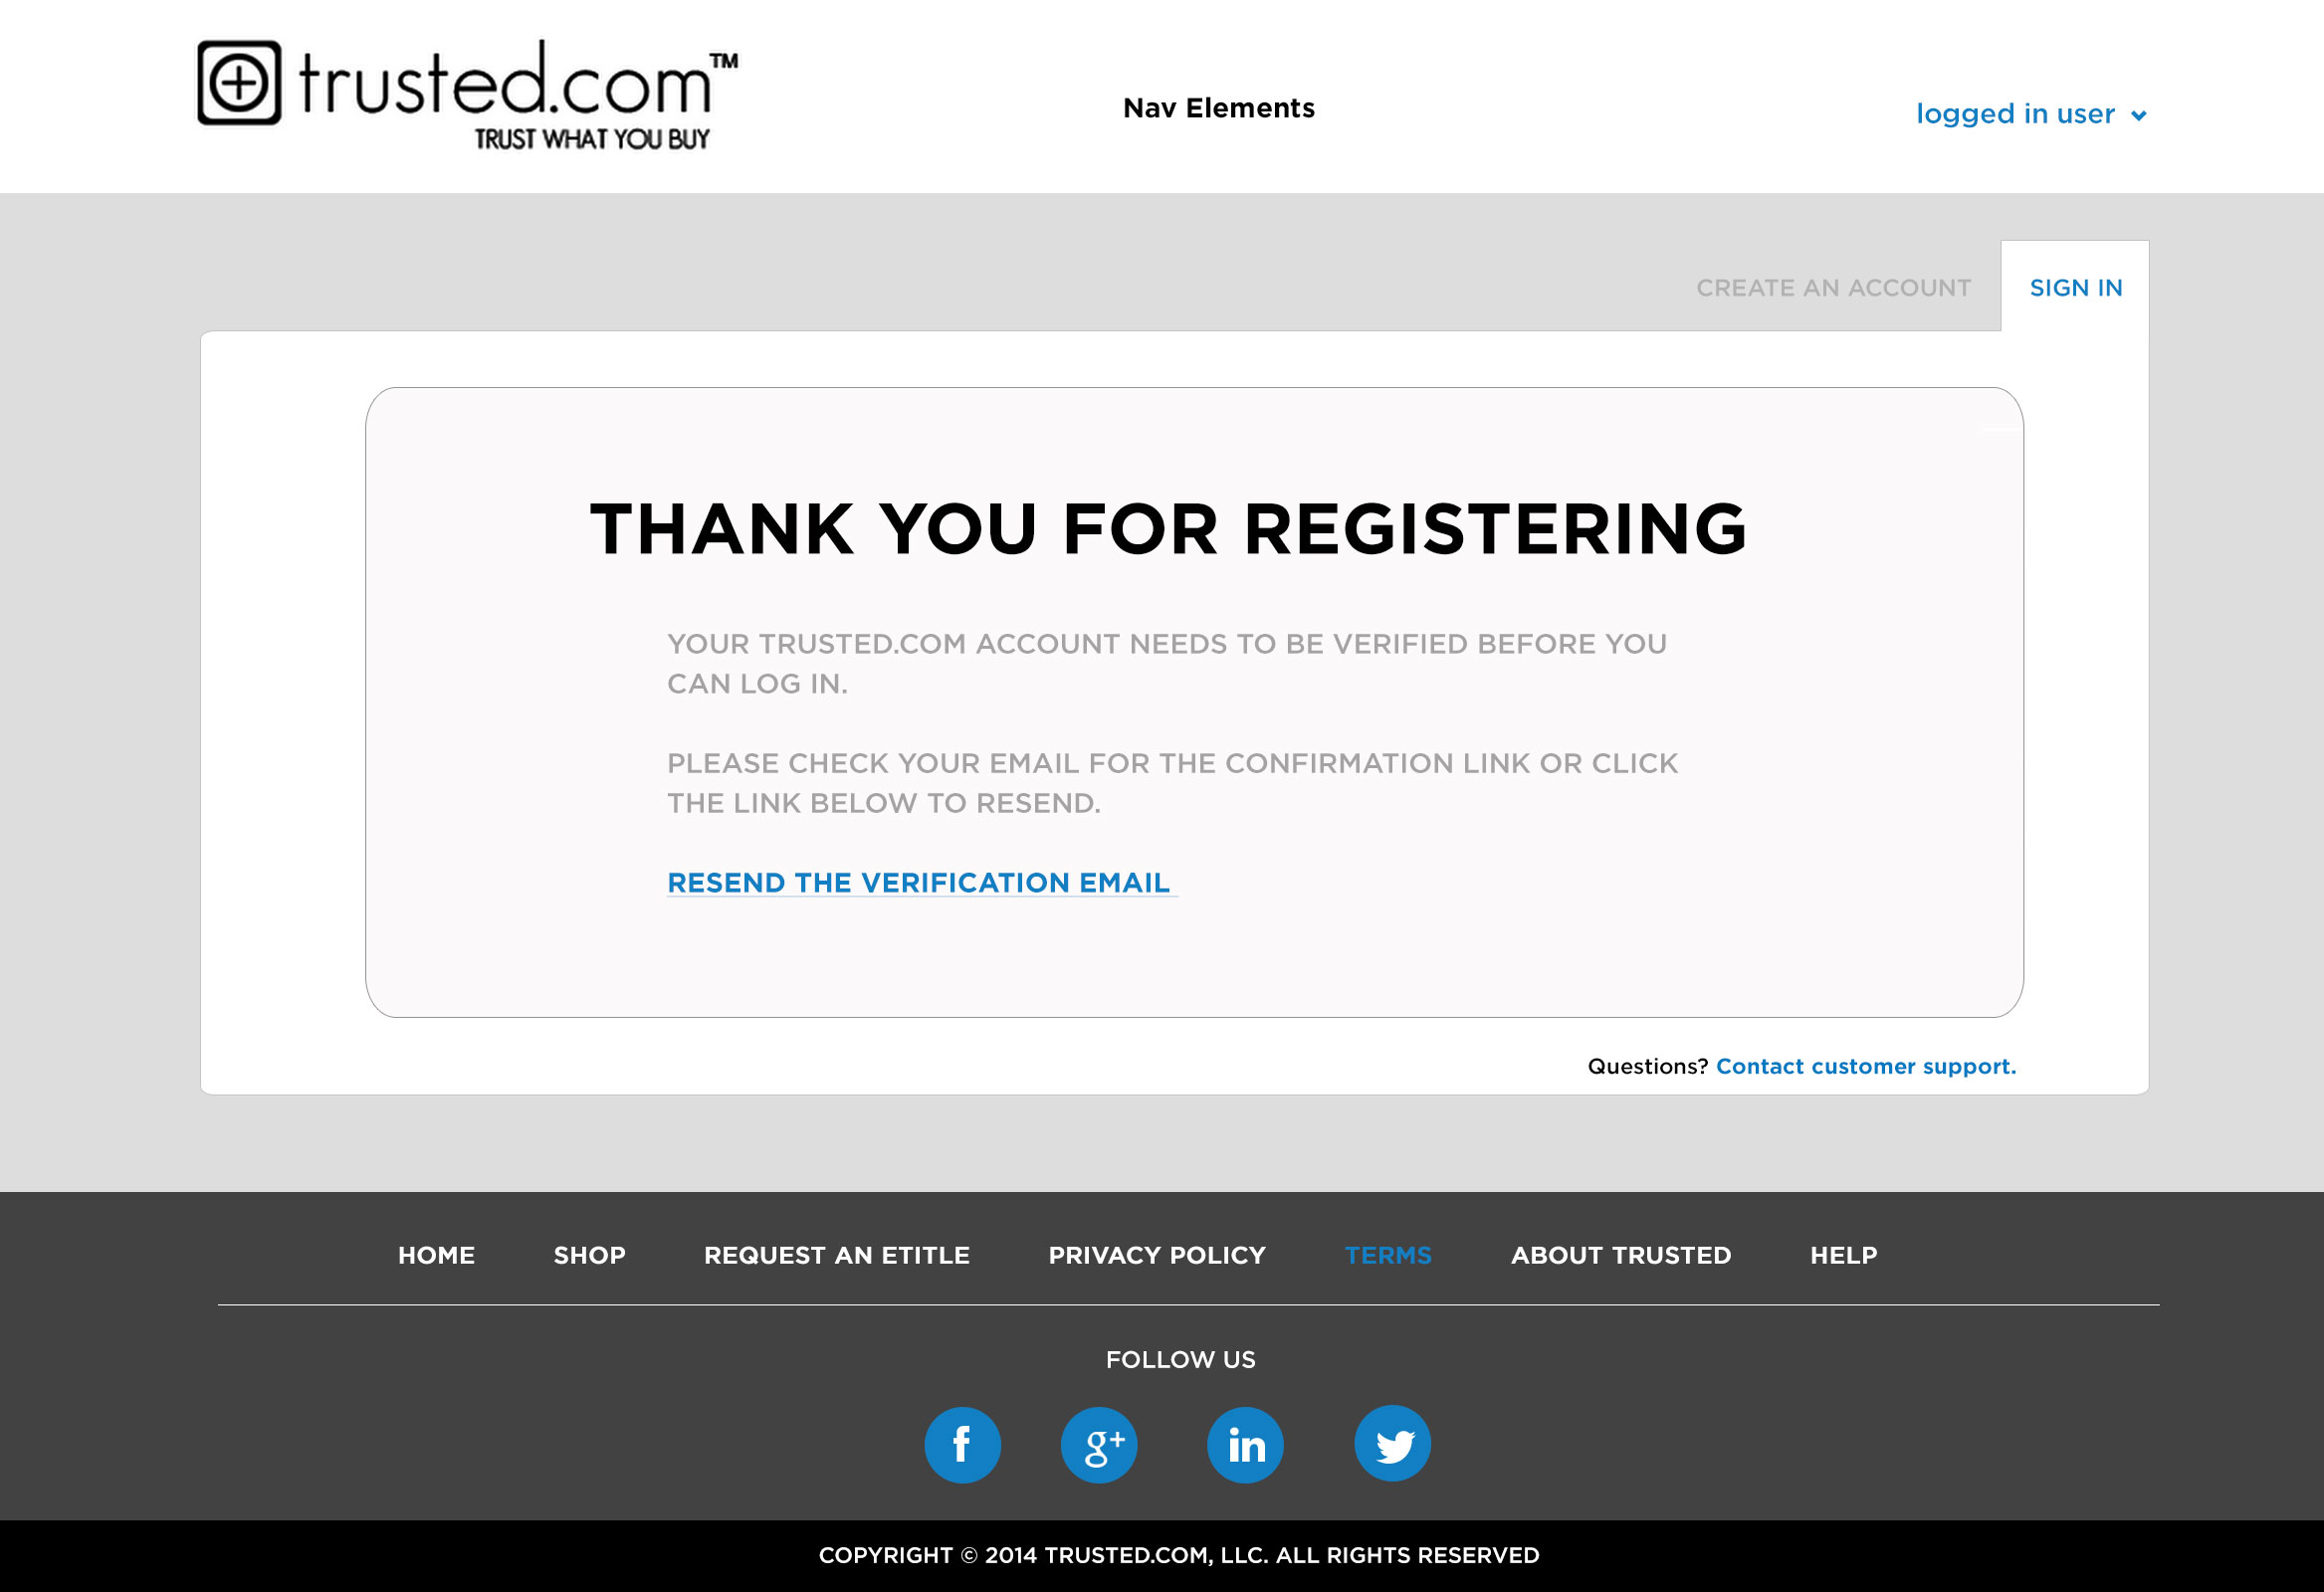 trusted.com™
TRUST WHAT YOU BUY
Nav Elements
logged in user
CREATE AN ACCOUNT
SIGN IN
THANK YOU FOR REGISTERING
YOUR TRUSTED.COM ACCOUNT NEEDS TO BE VERIFIED BEFORE YOU
CAN LOG IN.
PLEASE CHECK YOUR EMAIL FOR THE CONFIRMATION LINK OR CLICK
THE LINK BELOW TO RESEND.
RESEND THE VERIFICATION EMAIL
Questions? Contact customer support.
HOME SHOP REQUEST AN ETITLE PRIVACY POLICY TERMS ABOUT TRUSTED HELP
FOLLOW US
f g+ in
COPYRIGHT © 2014 TRUSTED.COM, LLC. ALL RIGHTS RESERVED